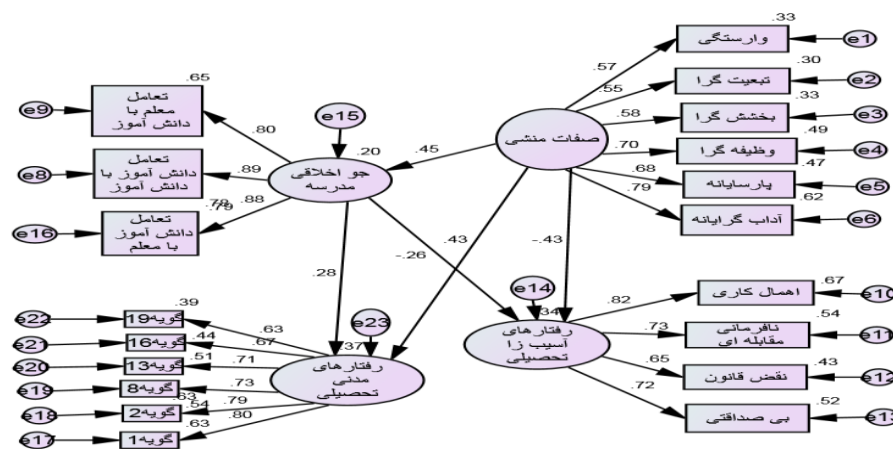 .33
وارستگی
e1
.57
.30
تبعیت گرا
e2
.55
.33
بخشش گرا
e3
.58
.49
وظیفه گرا
e4
.70
.47
پارسایانه
e5
.68
.62
آداب گرایانه
e6
.79
صفات منشی
.65
تعامل
معلم با
دانش آموز
e9
.80
تعامل
دانش آموز با
دانش آموز
e8
.89
.78
.79
تعامل
دانش آموز
با معلم
e16
.88
e15
.20
جو اخلاقی
مدرسه
.45
.28
-.26
.43
-.43
e14
.34
رفتارهای
آسیب زا
تحصیلی
.67
اهمال کاری
e10
.82
.54
نافرمانی
مقابله ای
e11
.73
.43
نقض قانون
e12
.65
.52
بی صداقتی
e13
.72
e23
.37
رفتارهای
مدنی
تحصیلی
.39
گویه19
e22
.63
.44
گویه16
e21
.67
.51
گویه13
e20
.71
گویه8
e19
.73
.63
.54
گویه2
e18
.79
.63
گویه1
e17
.80